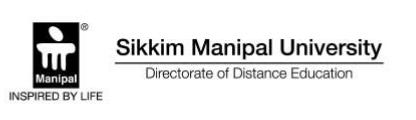 ®
Manipal
INSPIRED BY LIFE
Sikkim Manipal University
Directorate of Distance Education